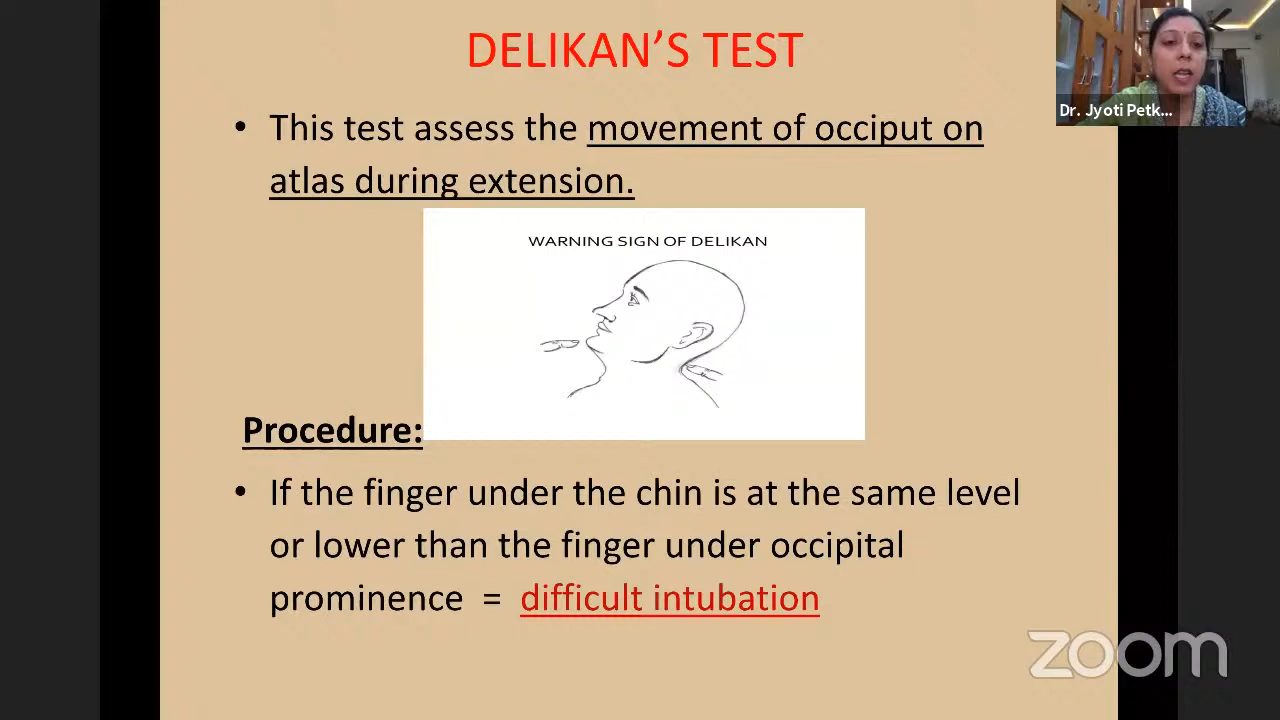 DELIKAN’S TEST
Dr. Jyoti Petk...
• This test assess the movement of occiput on
atlas during extension.
WARNING SIGN OF DELIKAN
Procedure:
• If the finger under the chin is at the same level
or lower than the finger under occipital
prominence = difficult intubation
zoom